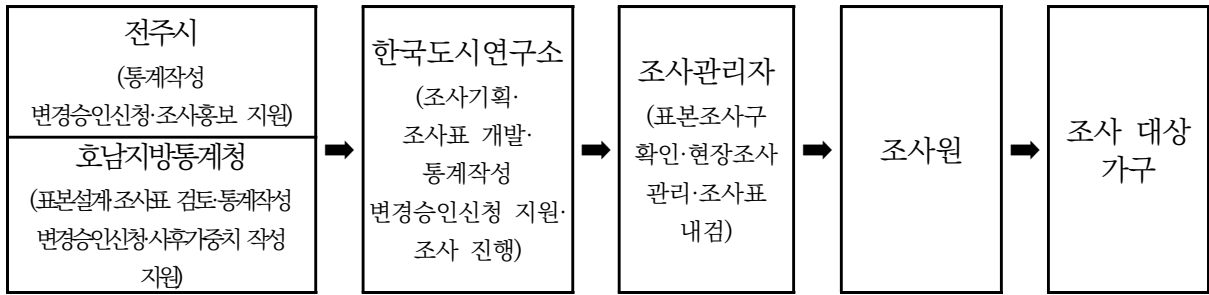 전주시
(통계작성
변경승인신청·조사홍보 지원)
호남지방통계청
(표본설계·조사표 검토·통계작성
변경승인신청·사후가중치 작성
지원)
한국도시연구소
(조사기획·
조사표 개발·
통계작성
변경승인신청 지원·
조사 진행)
조사관리자
(표본조사구
확인·현장조사
관리·조사표
내검)
조사원
조사 대상
가구